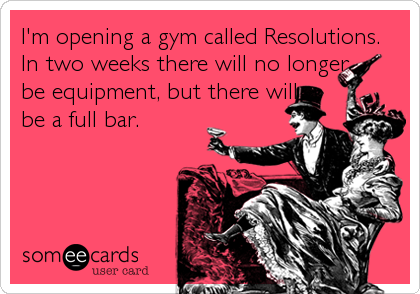 I'm opening a gym called Resolutions.
In two weeks there will no longer
be equipment, but there will
be a full bar.
someecards
user card